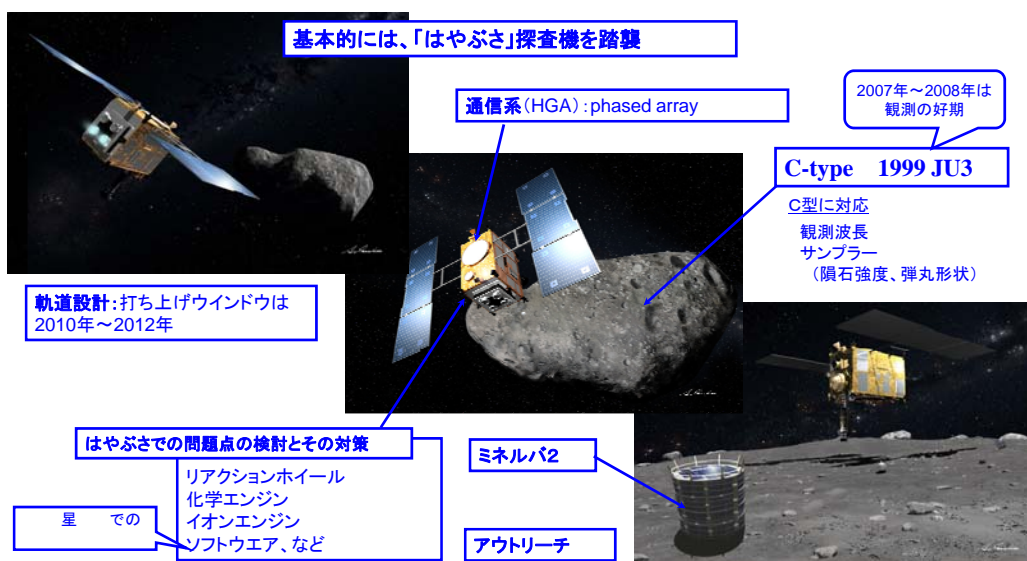 基本的には、「はやぶさ」探査機を踏襲
通信系(HGA):phased array
2007年～2008年は
観測の好期
C-type 1999 JU3
C型に対応
観測波長
サンプラー
(隕石強度、弾丸形状)
軌道設計:打ち上げウインドウは
2010年～2012年
はやぶさでの問題点の検討とその対策
リアクションホイール
化学エンジン
イオンエンジン
ソフトウエア、など
星 での
ミネルバ2
アウトリーチ